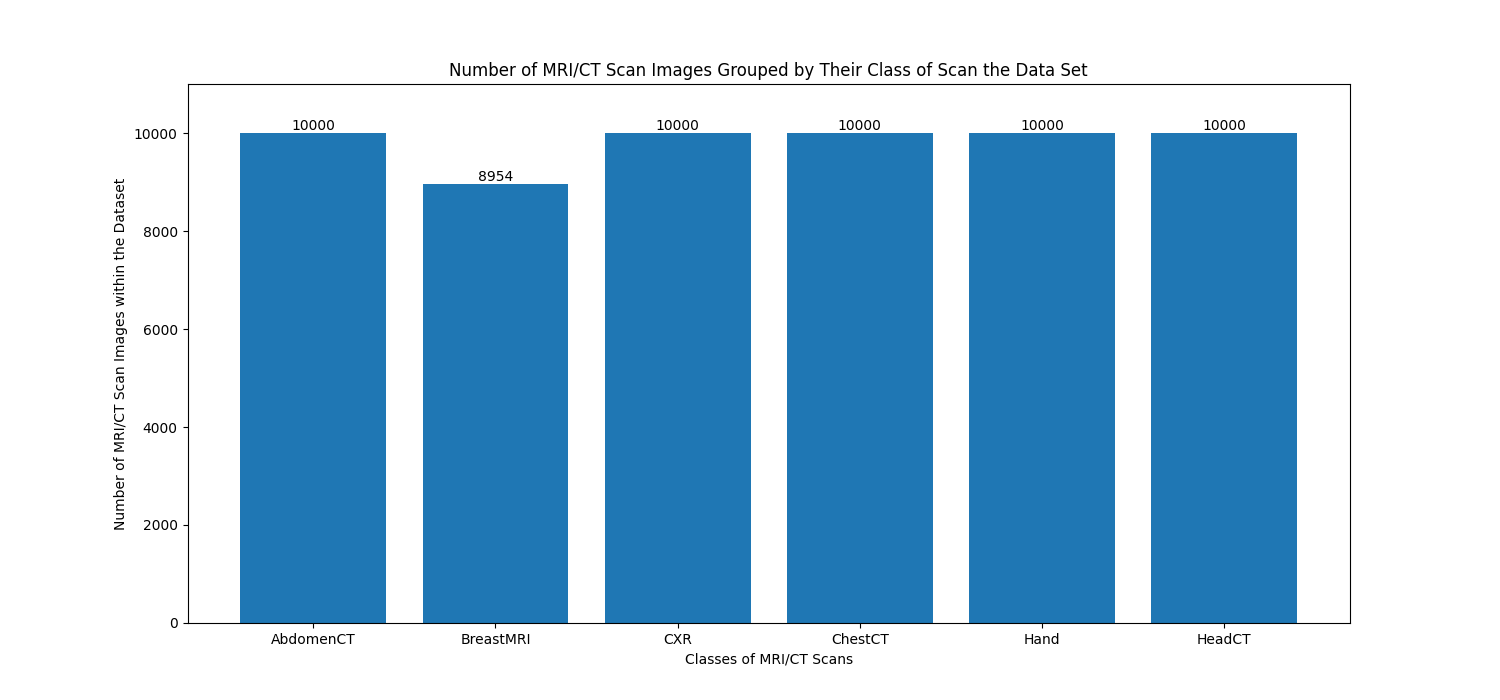 Number of MRI/CT Scan Images Grouped by Their Class of Scan the Data Set
10000 8954 10000 10000 10000 10000
10000
8000
6000
4000
2000
0
Number of MRI/CT Scan Images within the Dataset
AbdomenCT BreastMRI CXR ChestCT Hand HeadCT
Classes of MRI/CT Scans